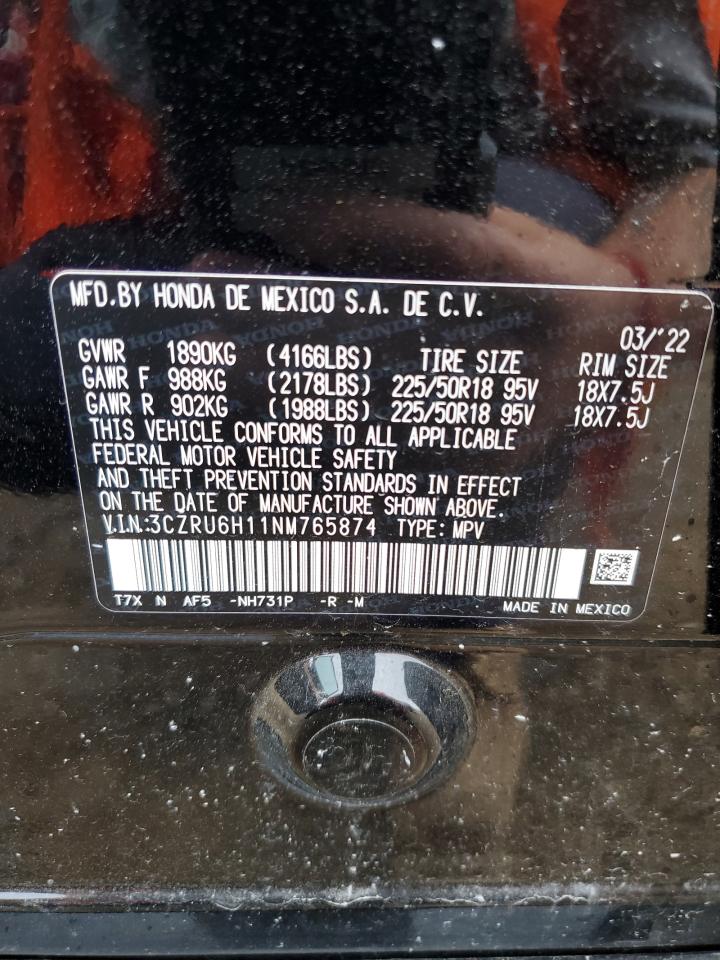 MFD.BY HONDA DE MEXICO S.A. DE C.V.
03/'22
GVWR 1890KG (4166LBS) TIRE SIZE RIM SIZE
GAWR F 988KG (2178LBS) 225/50R18 95V 18X7.5J
GAWR R 902KG (1988LBS) 225/50R18 95V 18X7.5J
THIS VEHICLE CONFORMS TO ALL APPLICABLE
FEDERAL MOTOR VEHICLE SAFETY
AND THEFT PREVENTION STANDARDS IN EFFECT
ON THE DATE OF MANUFACTURE SHOWN ABOVE.
V.I.N:3CZRU6H11NM765874 TYPE: MPV
T7X N AF5 -NH731P -R -M
MADE IN MEXICO